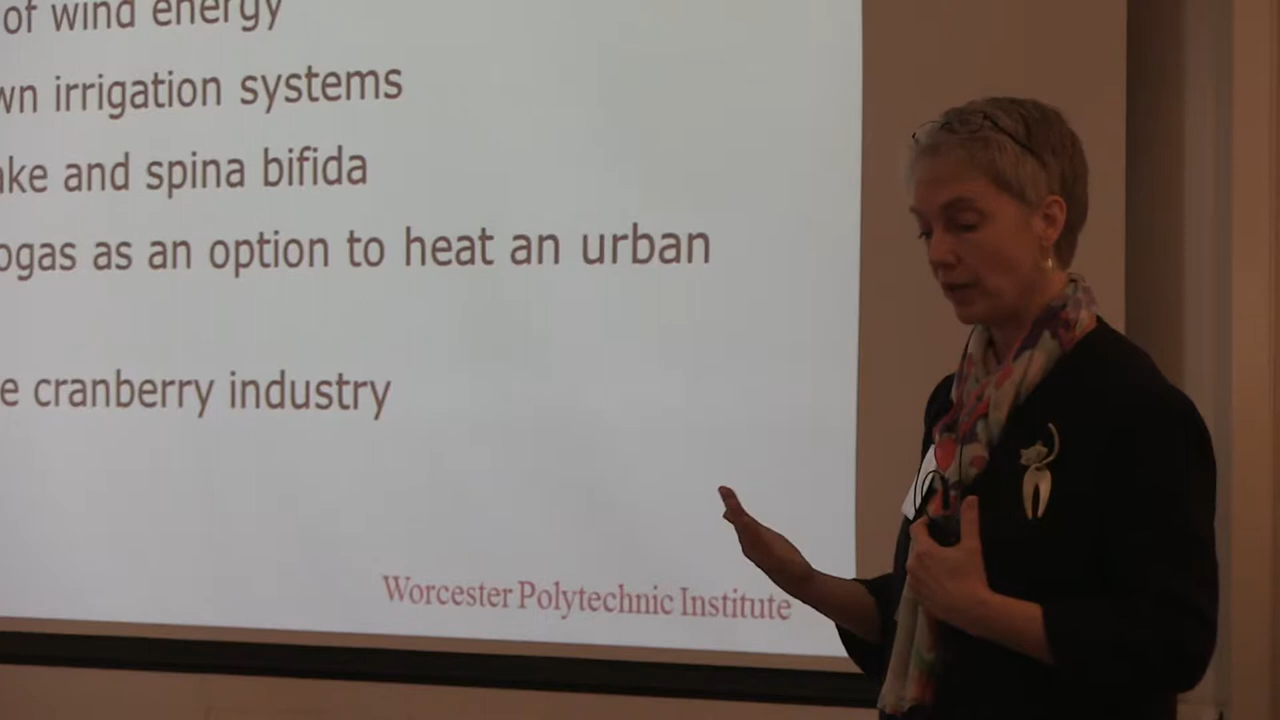 of wind energy
wn irrigation systems
ake and spina bifida
ogas as an option to heat an urban
e cranberry industry
Worcester Polytechnic Institute